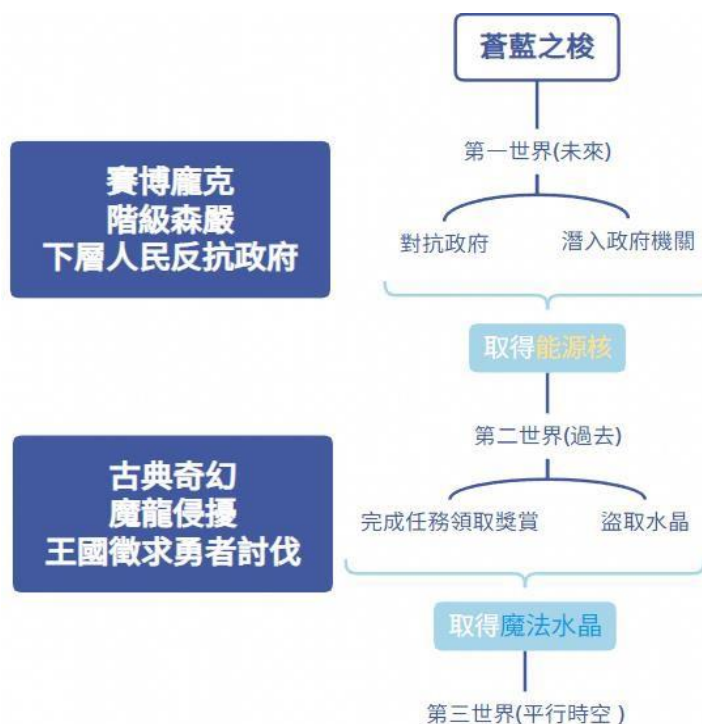 蒼藍之梭
第一世界(未來)
賽博龐克
階級森嚴
下層人民反抗政府
對抗政府
潛入政府機關
取得能源核
第二世界(過去)
古典奇幻
魔龍侵擾
王國徵求勇者討伐
完成任務領取獎賞
盜取水晶
取得魔法水晶
第三世界(平行時空 )